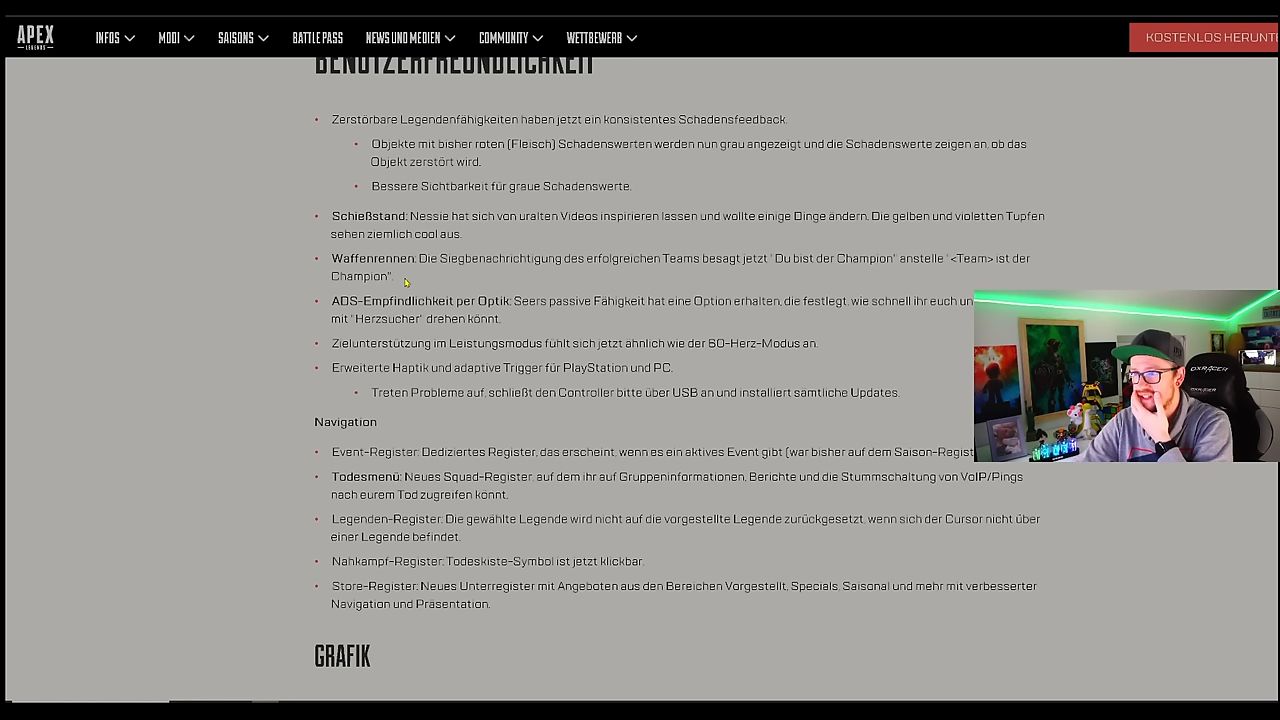 APEX
LEGENDS
INFOS
MODI
SAISONS
BATTLE PASS
NEWS UND MEDIEN
COMMUNITY
WETTBEWERB
KOSTENLOS HERUNT
BENUTZERFREUNDLICHKEIT
• Zerstörbare Legendenfähigkeiten haben jetzt ein konsistentes Schadensfeedback.
• Objekte mit bisher roten (Fleisch) Schadenswerten werden nun grau angezeigt und die Schadenswerte zeigen an, ob das
Objekt zerstört wird.
• Bessere Sichtbarkeit für graue Schadenswerte.
• Schießstand: Nessie hat sich von uralten Videos inspirieren lassen und wollte einige Dinge ändern. Die gelben und violetten Tupfen
sehen ziemlich cool aus.
• Waffenrennen: Die Siegbenachrichtigung des erfolgreichen Teams besagt jetzt "Du bist der Champion" anstelle "<Team> ist der
Champion".
• ADS-Empfindlichkeit per Optik: Seers passive Fähigkeit hat eine Option erhalten, die festlegt, wie schnell ihr euch un
mit "Herzsucher" drehen könnt.
• Zielunterstützung im Leistungsmodus fühlt sich jetzt ähnlich wie der 60-Herz-Modus an.
• Erweiterte Haptik und adaptive Trigger für PlayStation und PC.
• Treten Probleme auf, schließt den Controller bitte über USB an und installiert sämtliche Updates.
Navigation
• Event-Register: Dediziertes Register, das erscheint, wenn es ein aktives Event gibt (war bisher auf dem Saison-Regist
• Todesmenü: Neues Squad-Register, auf dem ihr auf Gruppeninformationen, Berichte und die Stummschaltung von VoIP/Pings
nach eurem Tod zugreifen könnt.
• Legenden-Register: Die gewählte Legende wird nicht auf die vorgestellte Legende zurückgesetzt, wenn sich der Cursor nicht über
einer Legende befindet.
• Nahkampf-Register: Todeskiste-Symbol ist jetzt klickbar.
• Store-Register: Neues Unterregister mit Angeboten aus den Bereichen Vorgestellt, Specials, Saisonal und mehr mit verbesserter
Navigation und Präsentation.
GRAFIK
OXRACER
OXRACER